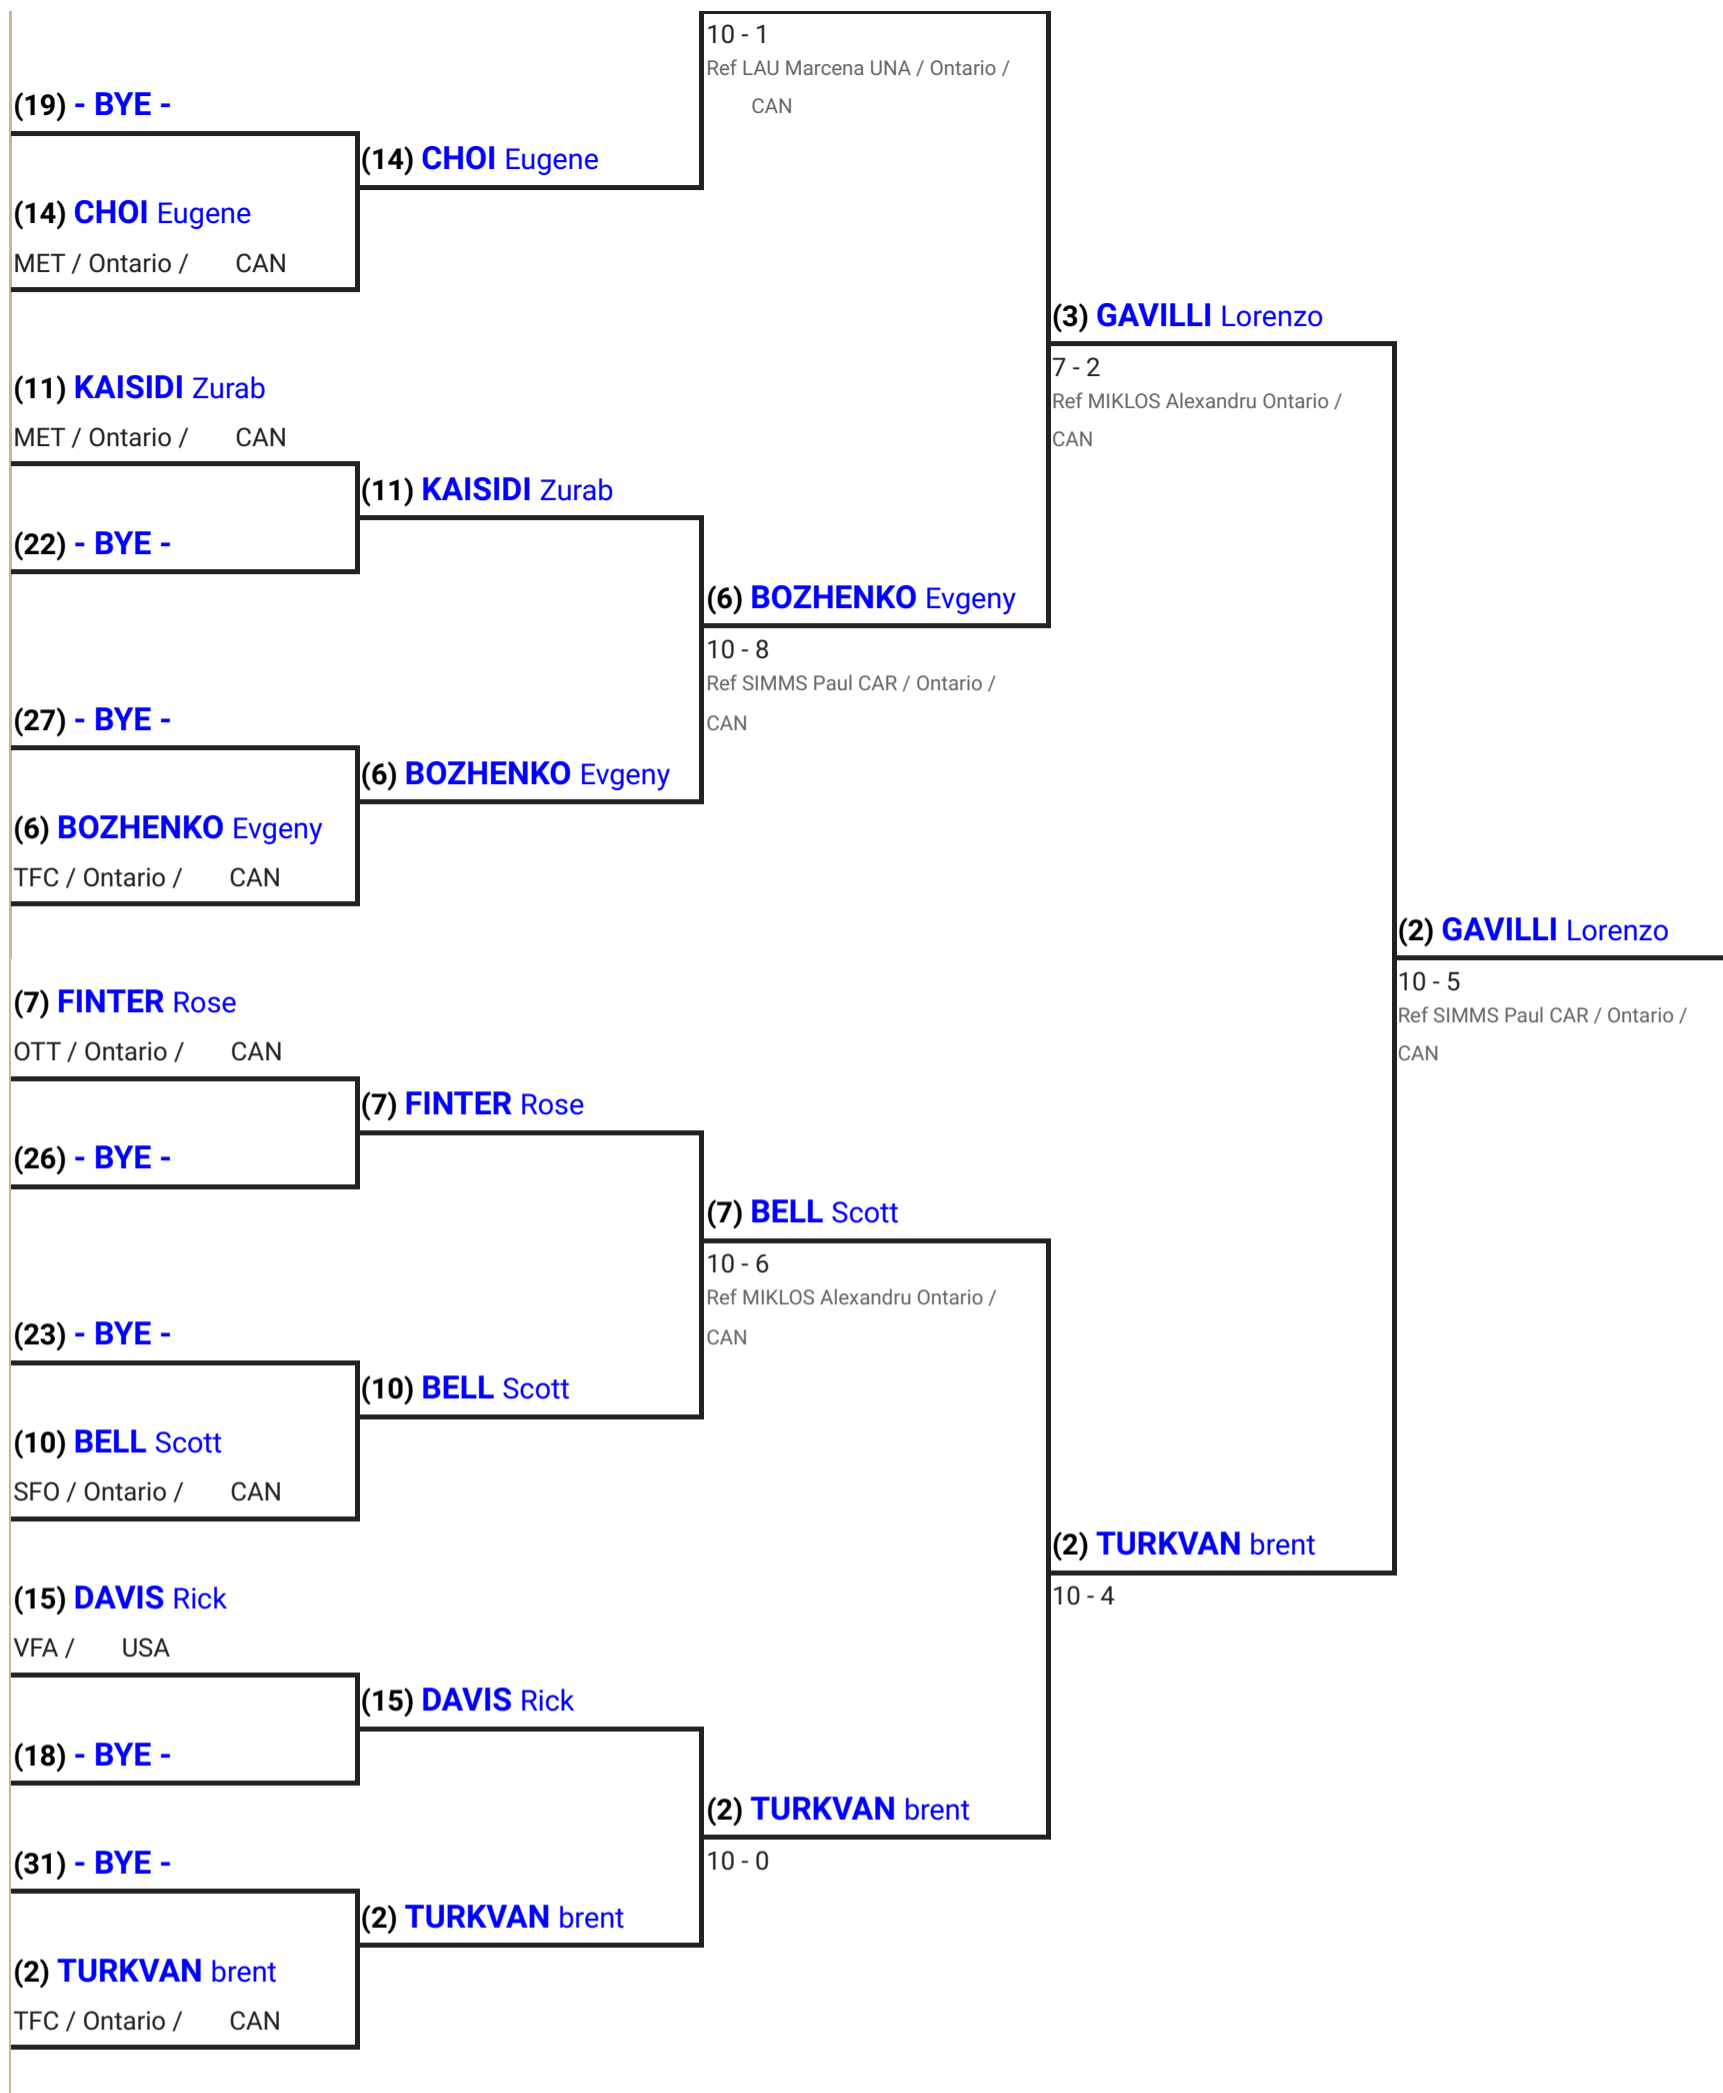 10 - 1
Ref LAU Marcena UNA / Ontario /
CAN
(19) - BYE -
(14) CHOI Eugene
(14) CHOI Eugene
MET / Ontario / CAN
(3) GAVILLI Lorenzo
7 - 2
Ref MIKLOS Alexandru Ontario /
CAN
(11) KAISIDI Zurab
MET / Ontario / CAN
(11) KAISIDI Zurab
(22) - BYE -
(6) BOZHENKO Evgeny
10 - 8
Ref SIMMS Paul CAR / Ontario /
CAN
(27) - BYE -
(6) BOZHENKO Evgeny
(6) BOZHENKO Evgeny
TFC / Ontario / CAN
(2) GAVILLI Lorenzo
10 - 5
Ref SIMMS Paul CAR / Ontario /
CAN
(7) FINTER Rose
OTT / Ontario / CAN
(7) FINTER Rose
(26) - BYE -
(7) BELL Scott
10 - 6
Ref MIKLOS Alexandru Ontario /
CAN
(23) - BYE -
(10) BELL Scott
(10) BELL Scott
SFO / Ontario / CAN
(2) TURKVAN brent
10 - 4
(15) DAVIS Rick
VFA / USA
(15) DAVIS Rick
(18) - BYE -
(2) TURKVAN brent
10 - 0
(31) - BYE -
(2) TURKVAN brent
(2) TURKVAN brent
TFC / Ontario / CAN